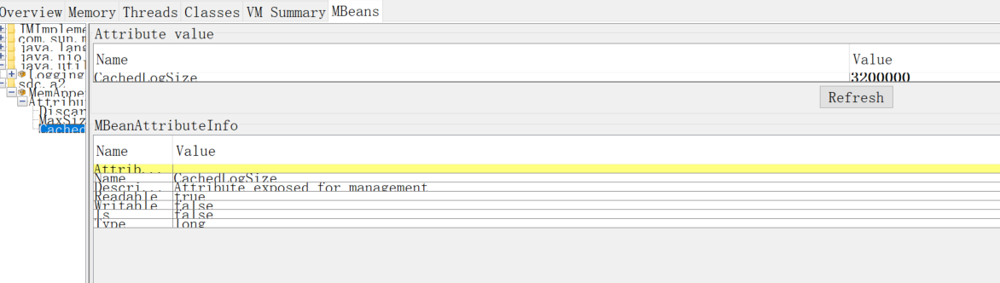 Overview Memory Threads Classes VM Summary MBeans
JMImpleme
com.sun.m
java.lang
java.nio
java.util
Logging
sdc.a2
MemAppe
Attribu
Discar
MaxSiz
Cached
Attribute value
Name Value
CachedLogSize 3200000
Refresh
MBeanAttributeInfo
Name Value
Attrib...
Name CachedLogSize
Descri... Attribute exposed for management
Readable true
Writable false
Is false
Type long